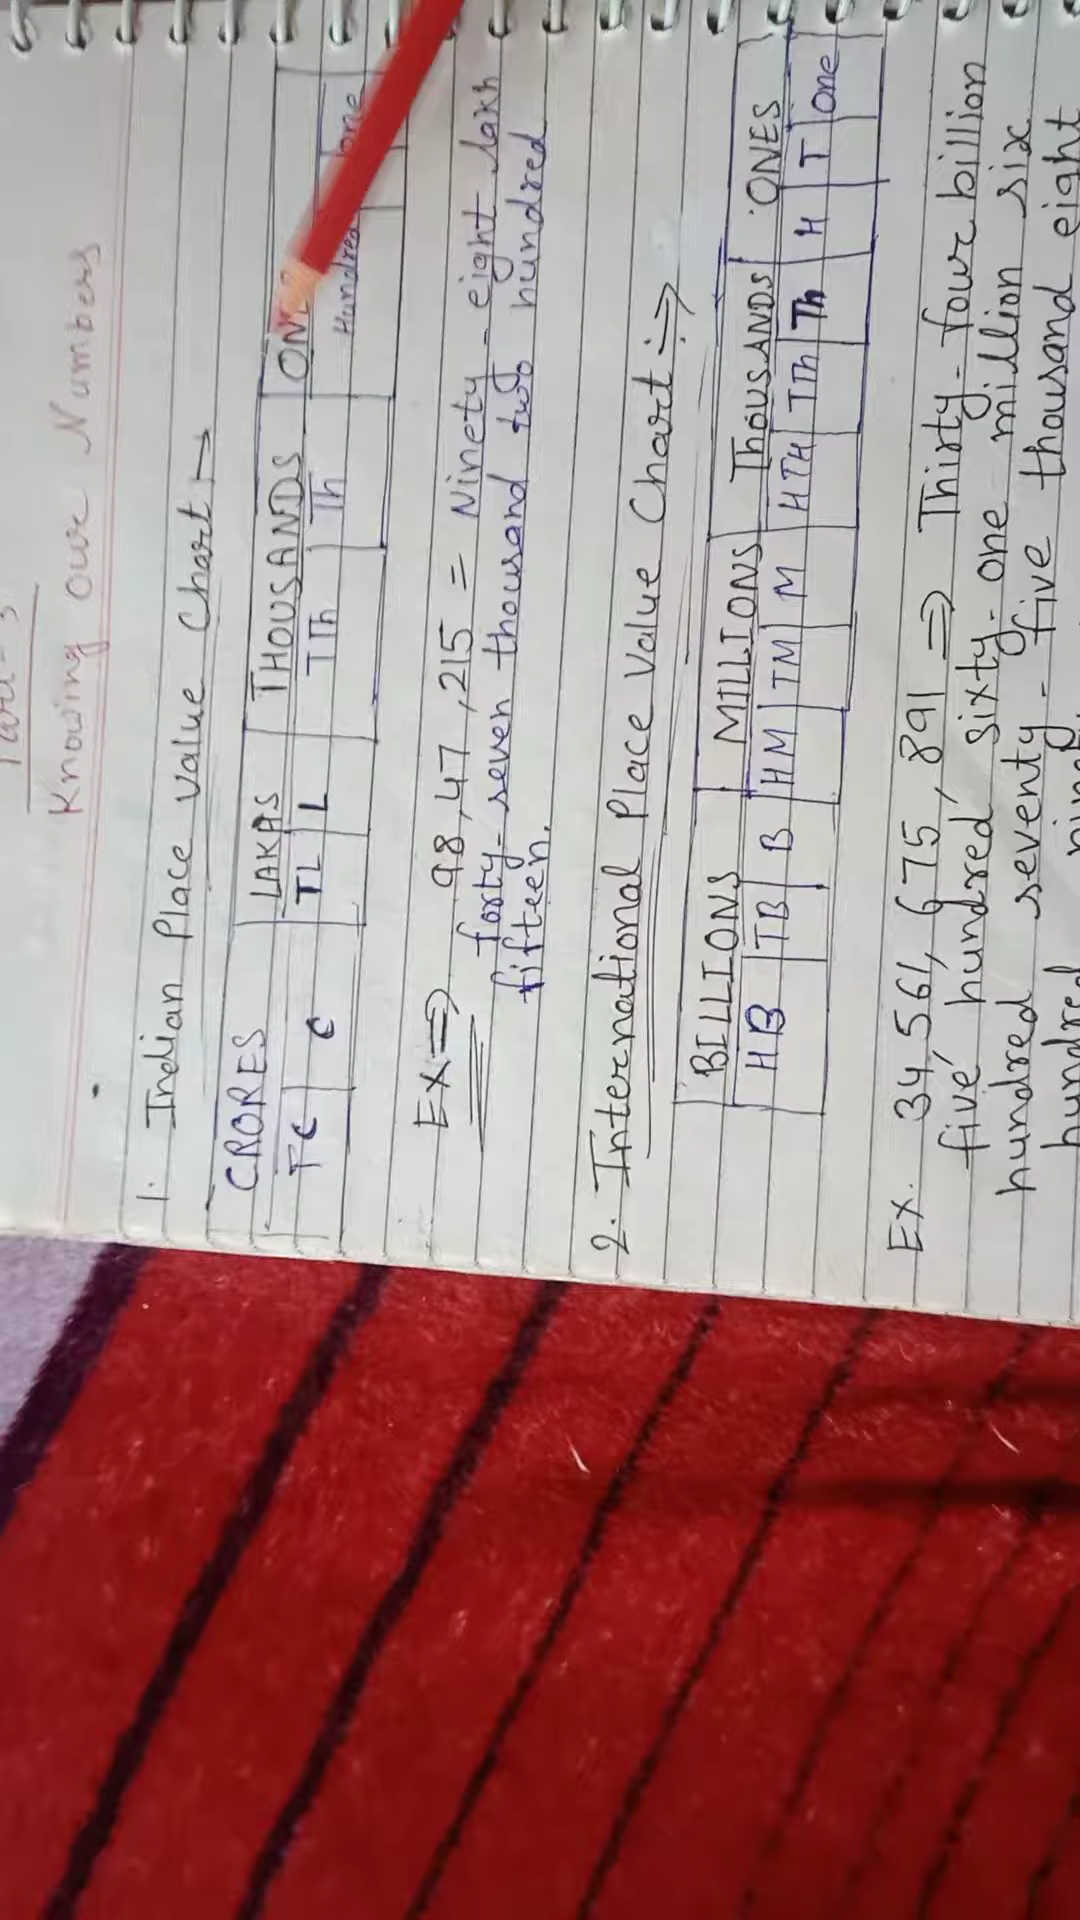 Knowing our Numbers
1. Indian Place Value Chart →
CRORES LAKHS THOUSANDS
TC C TL L TTh Th Hundred one
EX ⇒ 98,47,215 = Ninety-eight lakh
forty-seven thousand two hundred
fifteen.
2. International Place Value Chart :⇒
BILLIONS MILLIONS THOUSANDS ONES
HB TB B HM TM M HTH TTh Th H T One
Ex. 34,561,675,891 ⇒ Thirty-four billion
five hundred sixty-one million six
hundred seventy-five thousand eight
hundred